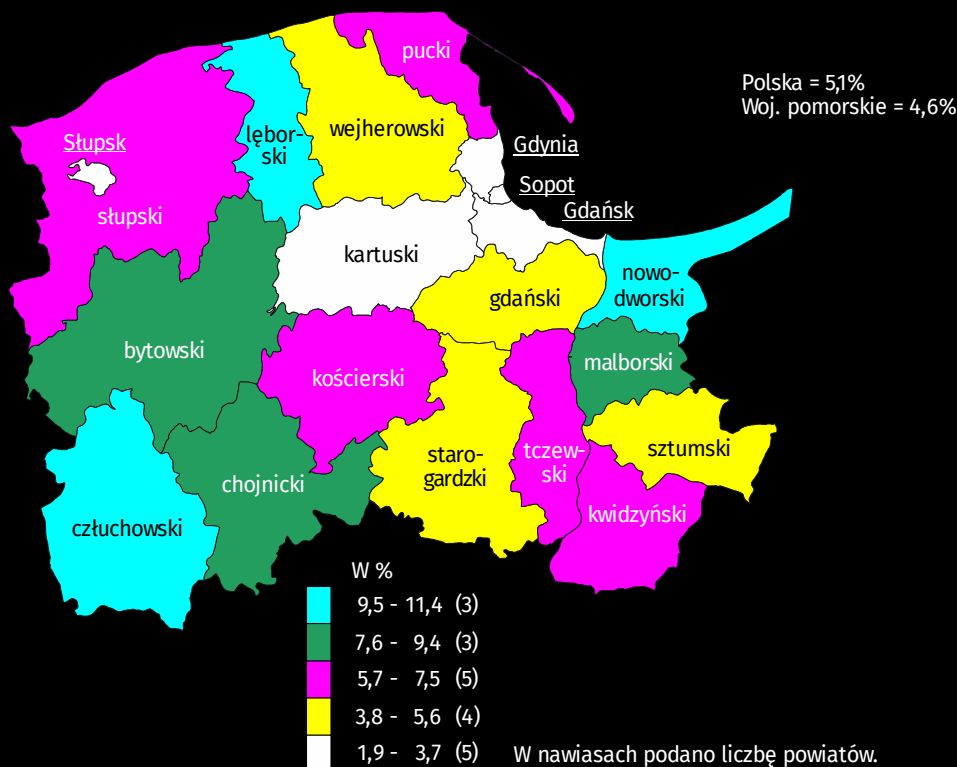 pucki
Polska = 5,1%
Woj. pomorskie = 4,6%
wejherowski
lębor-
ski
Słupsk
Gdynia
Sopot
Gdańsk
słupski
kartuski
nowo-
dworski
gdański
bytowski
kościerski
malborski
staro-
gardzki
tczew-
ski
sztumski
chojnicki
człuchowski
kwidzyński
W %
9,5 - 11,4 (3)
7,6 - 9,4 (3)
5,7 - 7,5 (5)
3,8 - 5,6 (4)
1,9 - 3,7 (5)
W nawiasach podano liczbę powiatów.